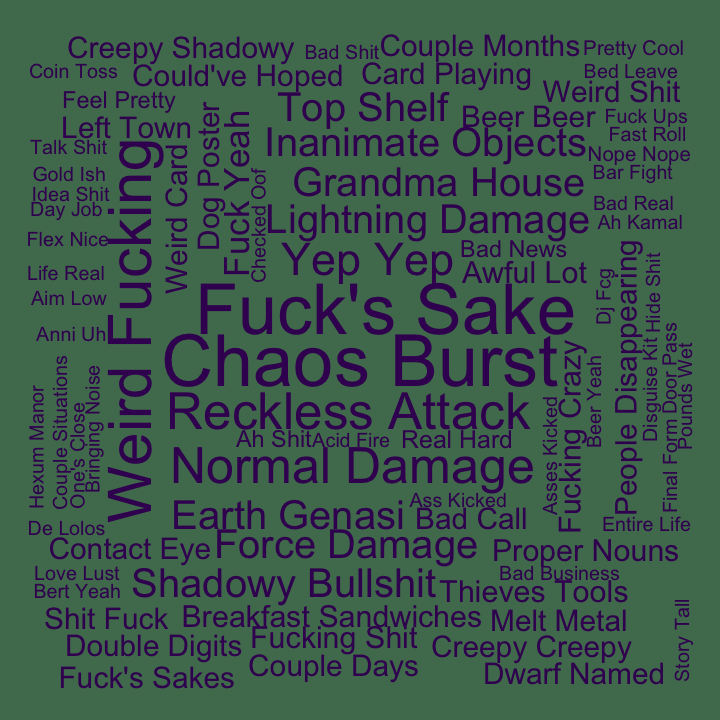 Creepy Shadowy
Bad Shit
Couple Months
Pretty Cool
Coin Toss
Could've Hoped
Card Playing
Bed Leave
Feel Pretty
Weird Shit
Left Town
Top Shelf
Beer Beer
Fuck Ups
Talk Shit
Inanimate Objects
Fast Roll
Nope Nope
Gold Ish
Weird Card
Dog Poster
Fuck Yeah
Checked Oof
Grandma House
Bar Fight
Idea Shit
Day Job
Lightning Damage
Bad Real
Ah Kamal
Flex Nice
Weird Fucking
Yep Yep
Bad News
Awful Lot
Life Real
Aim Low
Fuck's Sake
Dj Fcg
People Disappearing
Hide Shit
Anni Uh
Chaos Burst
Disguise Kit
Final Form
Door Pass
Pounds Wet
Hexum Manor
Couple Situations
One's Close
Bringing Noise
Reckless Attack
Asses Kicked
Fucking Crazy
Beer Yeah
Ah Shit
Acid Fire
Real Hard
Normal Damage
Ass Kicked
De Lolos
Earth Genasi
Bad Call
Entire Life
Contact Eye
Force Damage
Proper Nouns
Love Lust
Bert Yeah
Shadowy Bullshit
Bad Business
Thieves Tools
Shit Fuck
Breakfast Sandwiches
Melt Metal
Story Tall
Double Digits
Fucking Shit
Creepy Creepy
Fuck's Sakes
Couple Days
Dwarf Named